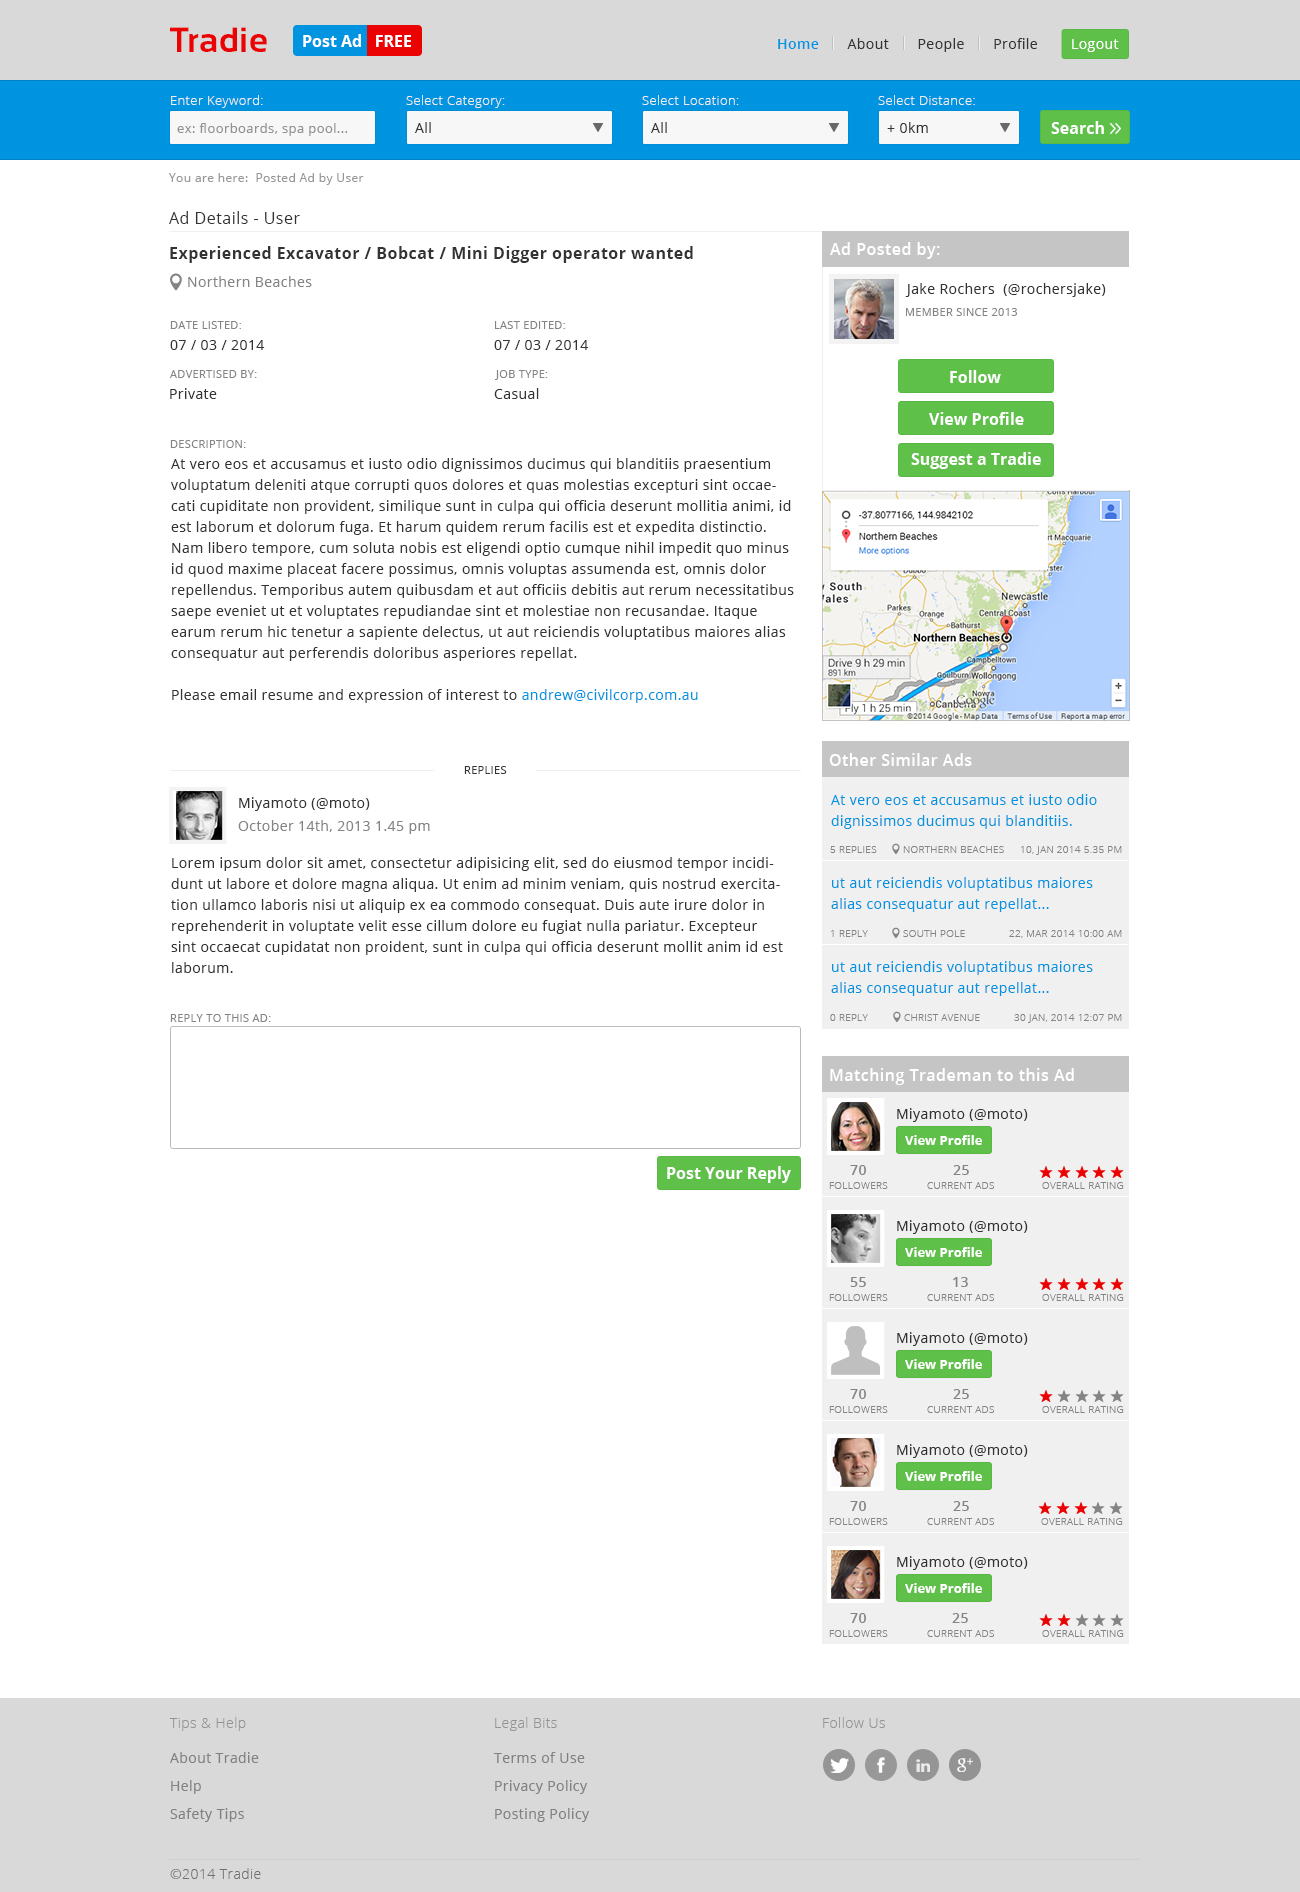 Tradie
Post Ad FREE
Home
About
People
Profile
Logout
Enter Keyword:
ex: floorboards, spa pool...
Select Category:
All
Select Location:
All
Select Distance:
+ 0km
Search
You are here: Posted Ad by User
Ad Details - User
Experienced Excavator / Bobcat / Mini Digger operator wanted
Northern Beaches
DATE LISTED:
07 / 03 / 2014
LAST EDITED:
07 / 03 / 2014
ADVERTISED BY:
Private
JOB TYPE:
Casual
DESCRIPTION:
At vero eos et accusamus et iusto odio dignissimos ducimus qui blanditiis praesentium
voluptatum deleniti atque corrupti quos dolores et quas molestias excepturi sint occae-
cati cupiditate non provident, similique sunt in culpa qui officia deserunt mollitia animi, id
est laborum et dolorum fuga. Et harum quidem rerum facilis est et expedita distinctio.
Nam libero tempore, cum soluta nobis est eligendi optio cumque nihil impedit quo minus
id quod maxime placeat facere possimus, omnis voluptas assumenda est, omnis dolor
repellendus. Temporibus autem quibusdam et aut officiis debitis aut rerum necessitatibus
saepe eveniet ut et voluptates repudiandae sint et molestiae non recusandae. Itaque
earum rerum hic tenetur a sapiente delectus, ut aut reiciendis voluptatibus maiores alias
consequatur aut perferendis doloribus asperiores repellat.
Please email resume and expression of interest to andrew@civilcorp.com.au
REPLIES
Miyamoto (@moto)
October 14th, 2013 1.45 pm
Lorem ipsum dolor sit amet, consectetur adipisicing elit, sed do eiusmod tempor incidi-
dunt ut labore et dolore magna aliqua. Ut enim ad minim veniam, quis nostrud exercita-
tion ullamco laboris nisi ut aliquip ex ea commodo consequat. Duis aute irure dolor in
reprehenderit in voluptate velit esse cillum dolore eu fugiat nulla pariatur. Excepteur
sint occaecat cupidatat non proident, sunt in culpa qui officia deserunt mollit anim id est
laborum.
REPLY TO THIS AD:
Post Your Reply
Ad Posted by:
Jake Rochers (@rochersjake)
MEMBER SINCE 2013
Follow
View Profile
Suggest a Tradie
Coffs Harbour
-37.8077166, 144.9842102
Northern Beaches
More options
rt Macquarie
Dubbo
ster
w South
Vales
Newcastle
Parkes
Orange
Central Coast
Bathurst
Northern Beaches
Drive 9 h 29 min
891 km
Campbelltown
Goulburn
Wollongong
Nowra
Google
Canberra
Fly 1 h 25 min
©2014 Google - Map Data
Terms of Use
Report a map error
Other Similar Ads
At vero eos et accusamus et iusto odio
dignissimos ducimus qui blanditiis.
5 REPLIES
NORTHERN BEACHES
10, JAN 2014 5.35 PM
ut aut reiciendis voluptatibus maiores
alias consequatur aut repellat...
1 REPLY
SOUTH POLE
22, MAR 2014 10:00 AM
ut aut reiciendis voluptatibus maiores
alias consequatur aut repellat...
0 REPLY
CHRIST AVENUE
30 JAN, 2014 12:07 PM
Matching Trademan to this Ad
Miyamoto (@moto)
View Profile
70
FOLLOWERS
25
CURRENT ADS
OVERALL RATING
Miyamoto (@moto)
View Profile
55
FOLLOWERS
13
CURRENT ADS
OVERALL RATING
Miyamoto (@moto)
View Profile
70
FOLLOWERS
25
CURRENT ADS
OVERALL RATING
Miyamoto (@moto)
View Profile
70
FOLLOWERS
25
CURRENT ADS
OVERALL RATING
Miyamoto (@moto)
View Profile
70
FOLLOWERS
25
CURRENT ADS
OVERALL RATING
Tips & Help
About Tradie
Help
Safety Tips
Legal Bits
Terms of Use
Privacy Policy
Posting Policy
Follow Us
©2014 Tradie